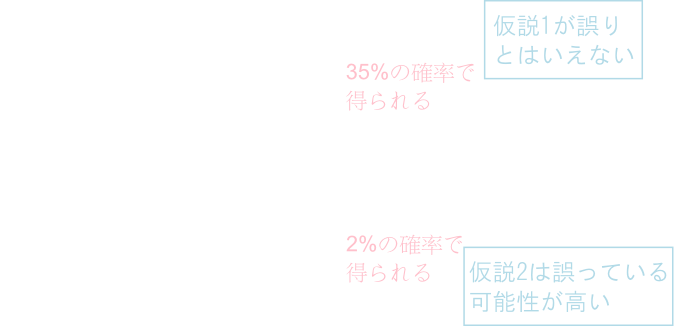 仮説1が誤り
とはいえない
35%の確率で
得られる
2%の確率で
得られる
仮説2は誤っている
可能性が高い